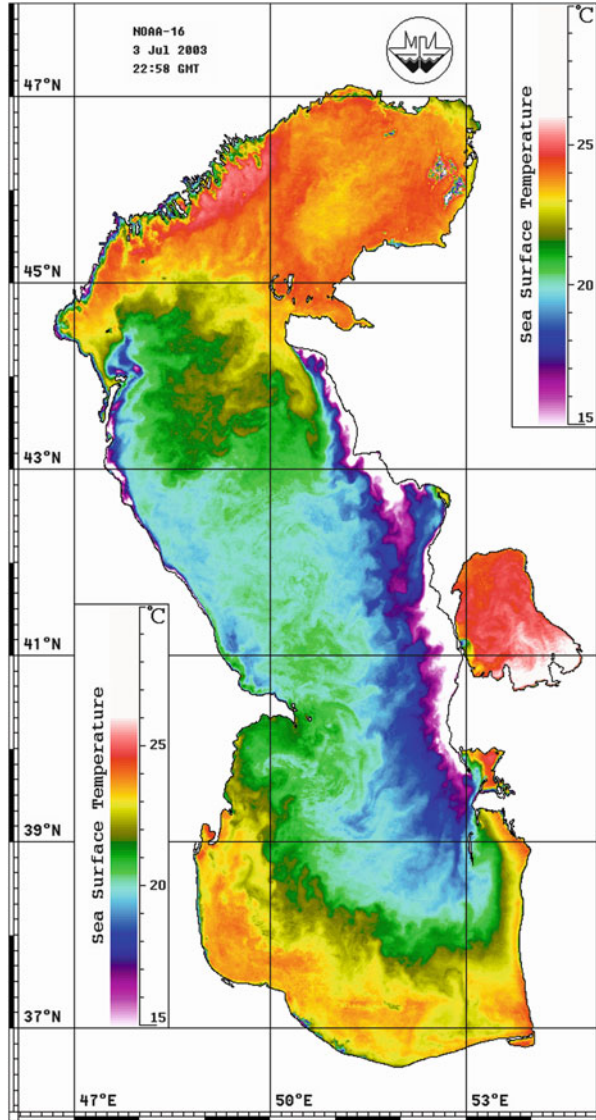 NOAA-16
3 Jul 2003
22:58 GMT
МГИ
°C
25
20
15
Sea Surface Temperature
47°N
45°N
43°N
41°N
39°N
37°N
°C
25
20
15
Sea Surface Temperature
47°E
50°E
53°E